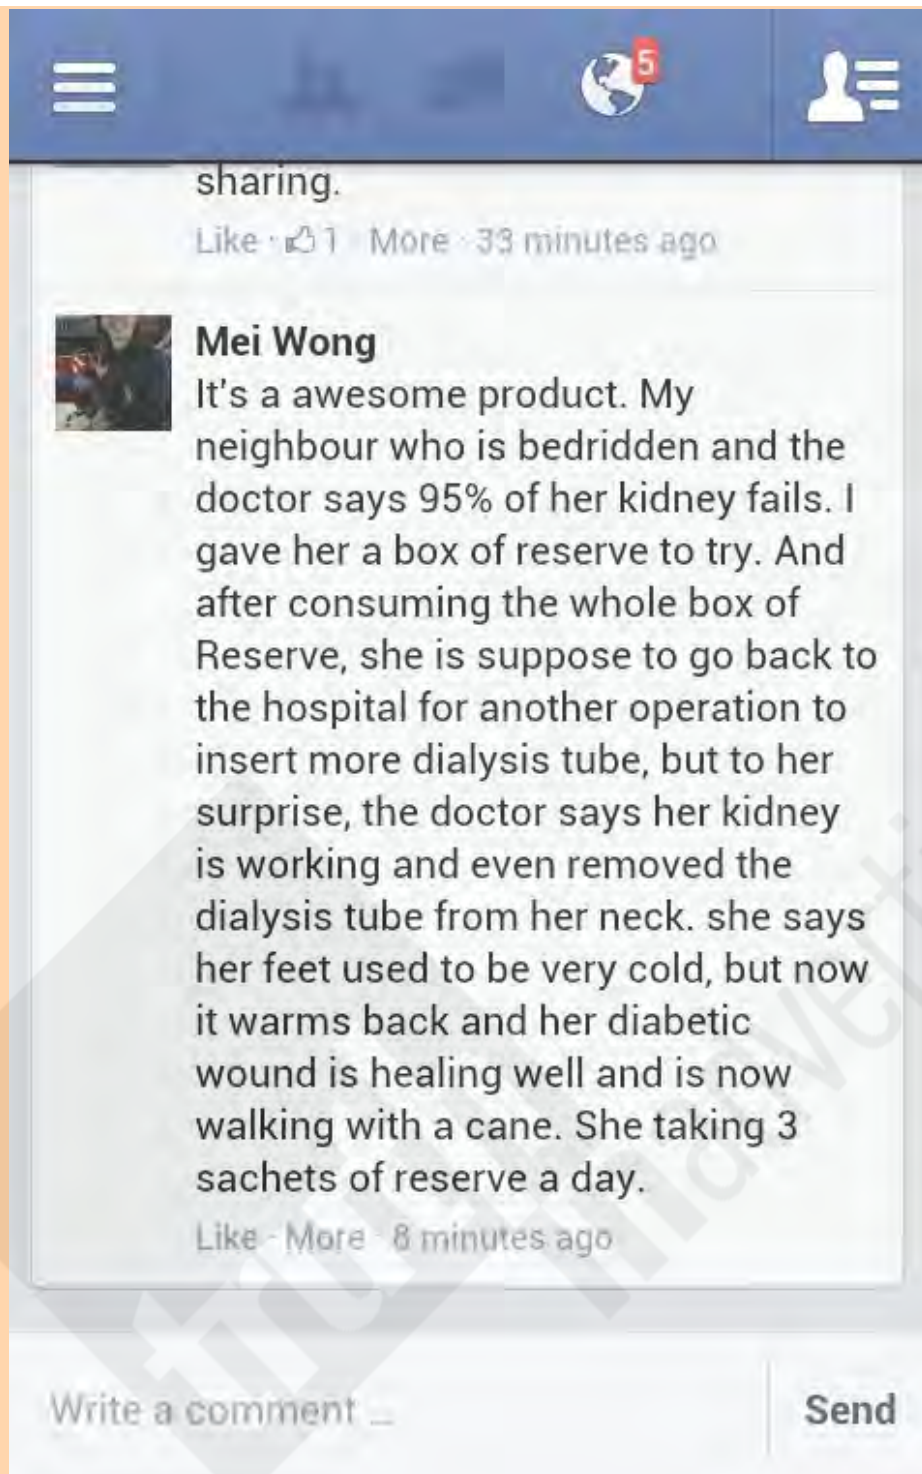 5
sharing.
Like · 1 · More · 33 minutes ago
Mei Wong
It's a awesome product. My
neighbour who is bedridden and the
doctor says 95% of her kidney fails. I
gave her a box of reserve to try. And
after consuming the whole box of
Reserve, she is suppose to go back to
the hospital for another operation to
insert more dialysis tube, but to her
surprise, the doctor says her kidney
is working and even removed the
dialysis tube from her neck. she says
her feet used to be very cold, but now
it warms back and her diabetic
wound is healing well and is now
walking with a cane. She taking 3
sachets of reserve a day.
Like · More · 8 minutes ago
Write a comment ...
Send